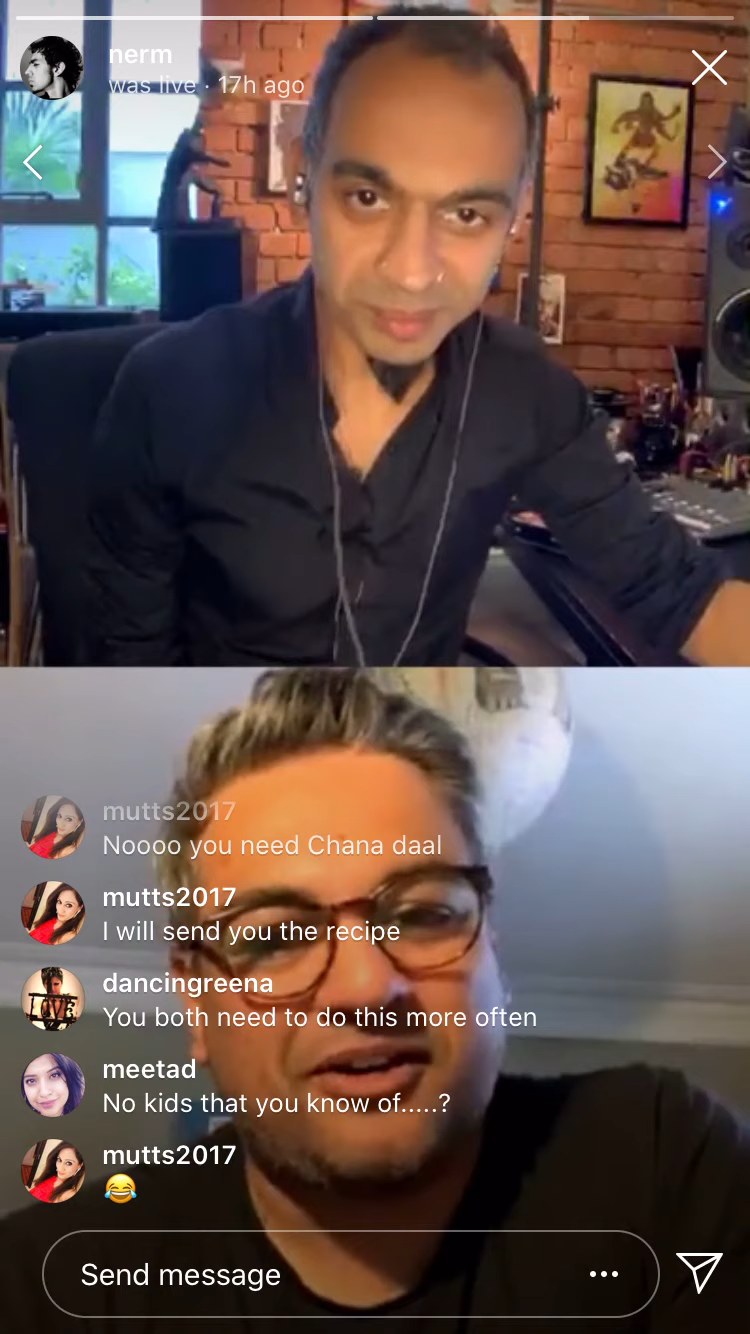 nerm
was live · 17h ago
mutts2017
Noooo you need Chana daal
mutts2017
I will send you the recipe
dancingreena
You both need to do this more often
meetad
No kids that you know of.....?
mutts2017
😂
Send message